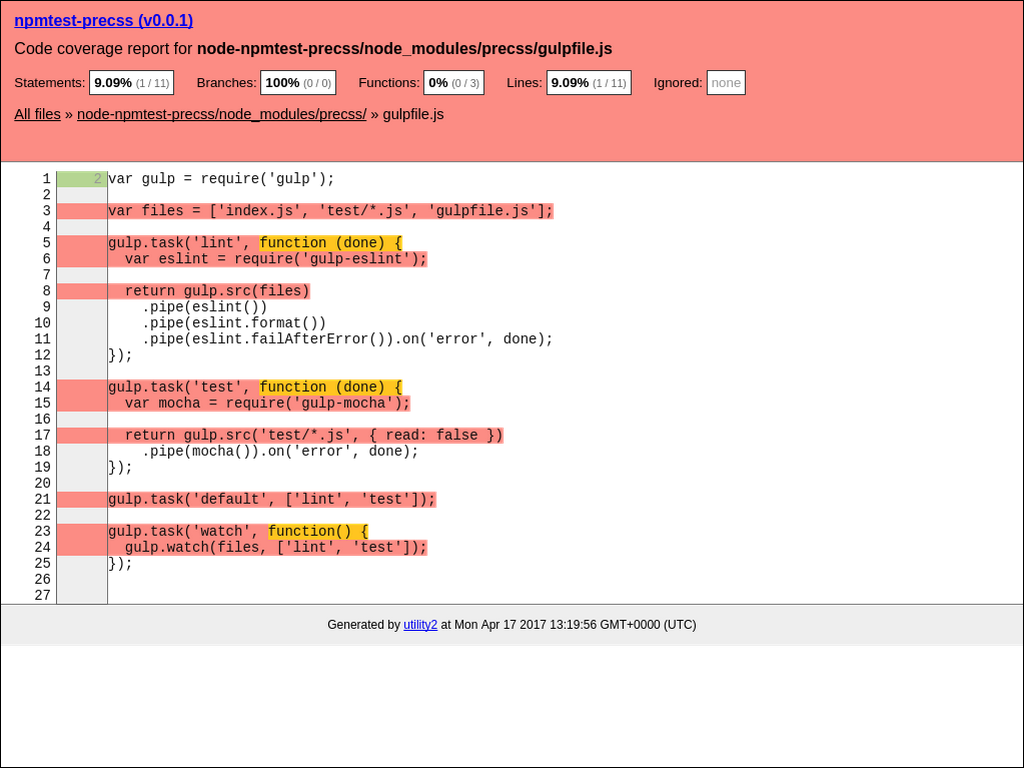 npmtest-precss (v0.0.1)
Code coverage report for node-npmtest-precss/node_modules/precss/gulpfile.js
Statements: 9.09% (1 / 11) Branches: 100% (0 / 0) Functions: 0% (0 / 3) Lines: 9.09% (1 / 11) Ignored: none
All files » node-npmtest-precss/node_modules/precss/ » gulpfile.js
1 2 var gulp = require('gulp');
2
3 var files = ['index.js', 'test/*.js', 'gulpfile.js'];
4
5 gulp.task('lint', function (done) {
6   var eslint = require('gulp-eslint');
7
8   return gulp.src(files)
9     .pipe(eslint())
10     .pipe(eslint.format())
11     .pipe(eslint.failAfterError()).on('error', done);
12 });
13
14 gulp.task('test', function (done) {
15   var mocha = require('gulp-mocha');
16
17   return gulp.src('test/*.js', { read: false })
18     .pipe(mocha()).on('error', done);
19 });
20
21 gulp.task('default', ['lint', 'test']);
22
23 gulp.task('watch', function() {
24   gulp.watch(files, ['lint', 'test']);
25 });
26
27
Generated by utility2 at Mon Apr 17 2017 13:19:56 GMT+0000 (UTC)